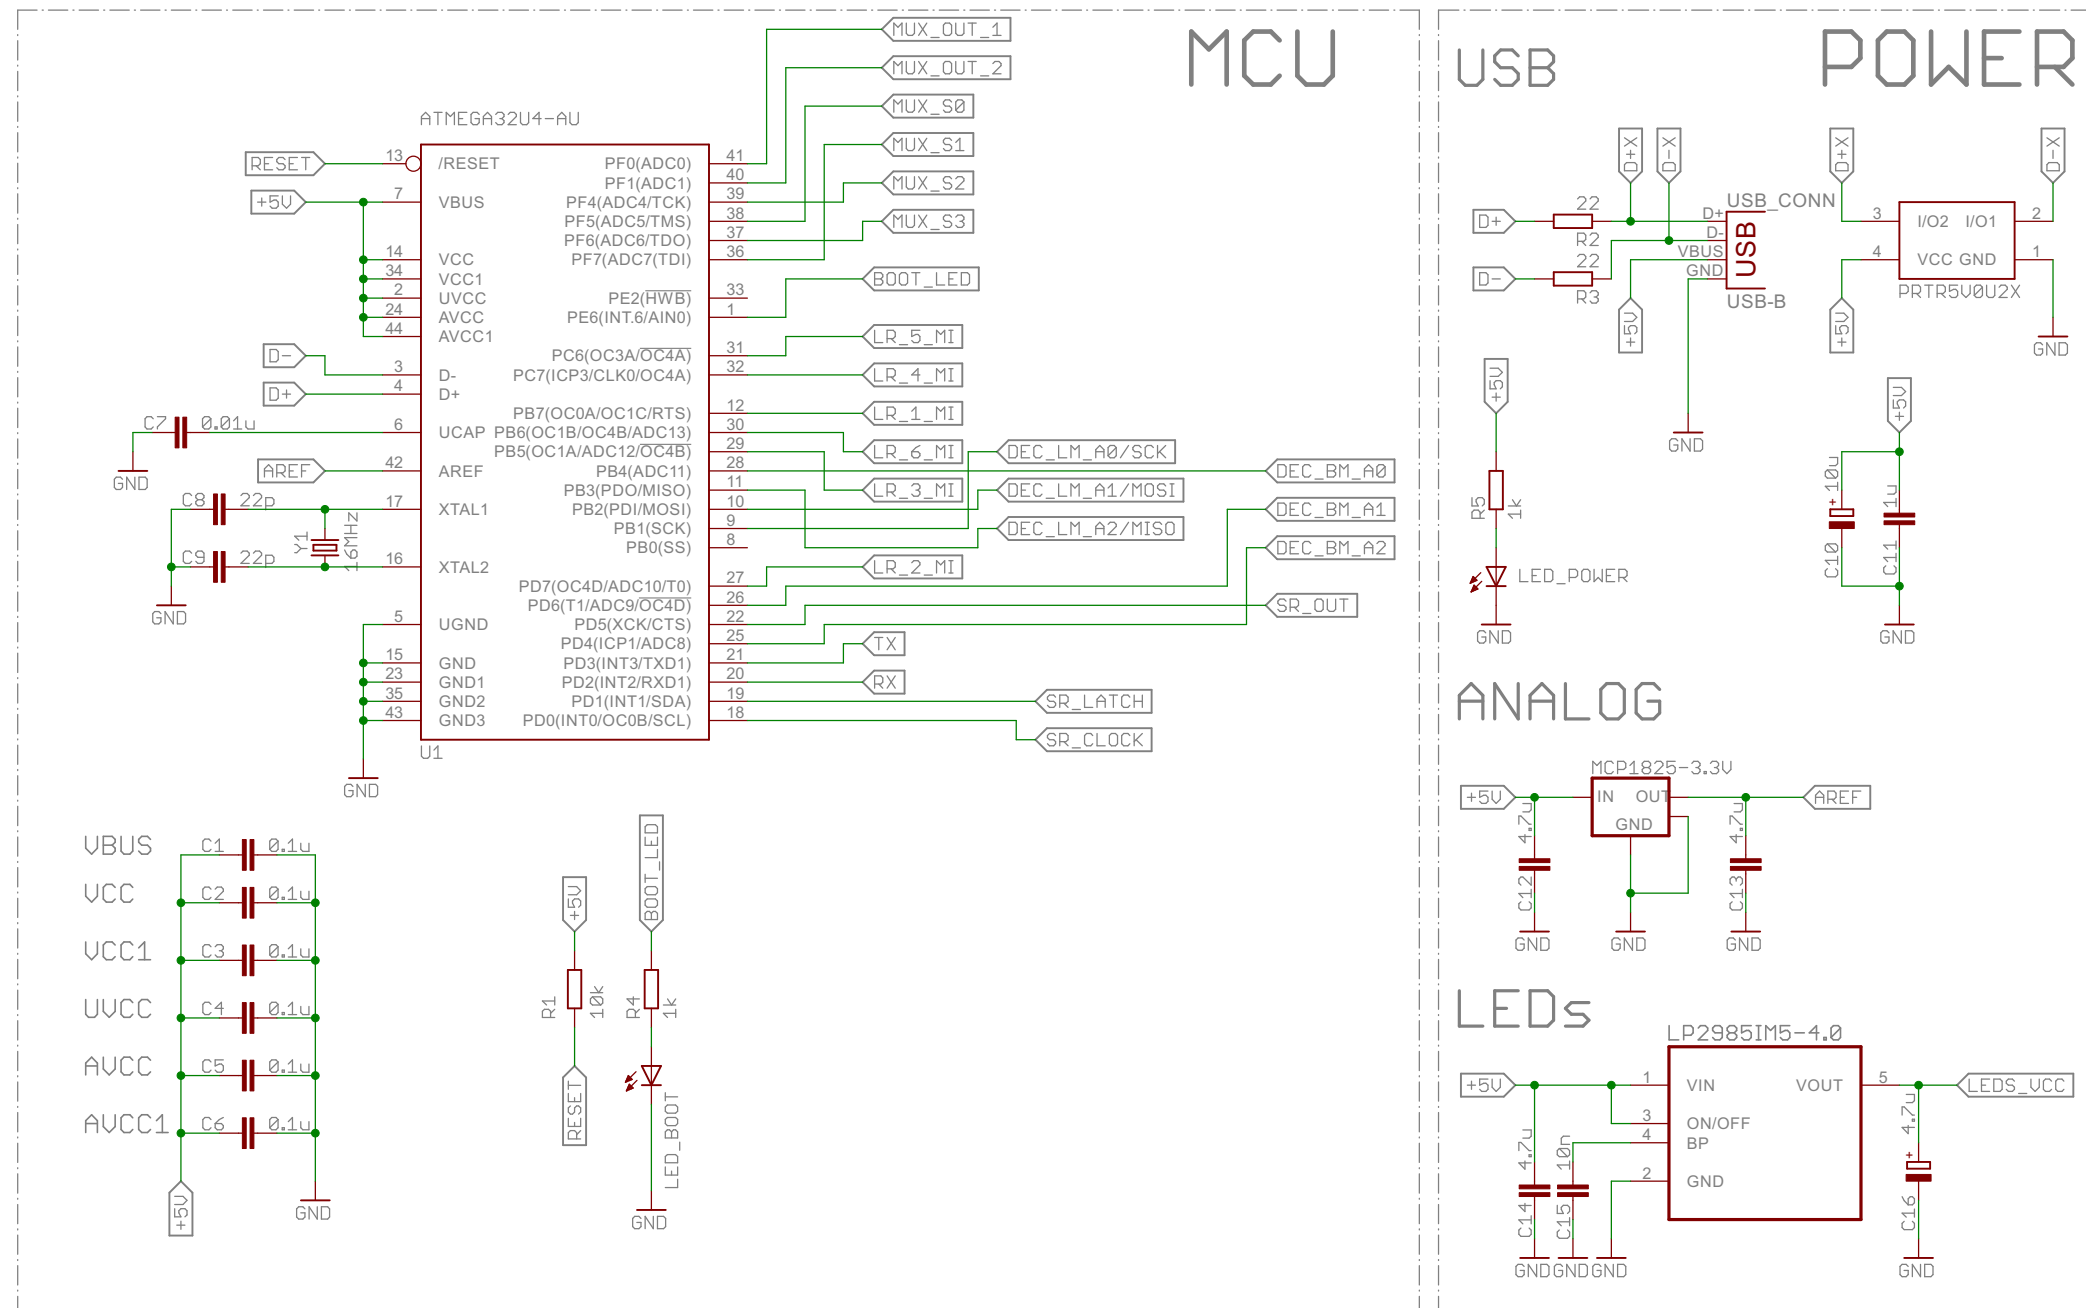 MCU
MUX_OUT_1
MUX_OUT_2
MUX_S0
MUX_S1
MUX_S2
MUX_S3
BOOT_LED
LR_5_MI
LR_4_MI
LR_1_MI
LR_6_MI
DEC_LM_A0/SCK
DEC_BM_A0
LR_3_MI
DEC_LM_A1/MOSI
DEC_BM_A1
DEC_LM_A2/MISO
DEC_BM_A2
LR_2_MI
SR_OUT
TX
RX
SR_LATCH
SR_CLOCK
ATMEGA32U4-AU
RESET 13 /RESET
+5V 7 VBUS
14 VCC
34 VCC1
2 UVCC
24 AVCC
44 AVCC1
D- 3 D-
D+ 4 D+
C7 0.01u 6 UCAP
GND
AREF 42 AREF
C8 22p 17 XTAL1
Y1 16MHz
C9 22p 16 XTAL2
GND
5 UGND
15 GND
23 GND1
35 GND2
43 GND3
GND
PF0(ADC0) 41
PF1(ADC1) 40
PF4(ADC4/TCK) 39
PF5(ADC5/TMS) 38
PF6(ADC6/TDO) 37
PF7(ADC7(TDI) 36
PE2(HWB) 33
PE6(INT.6/AIN0) 1
PC6(OC3A/OC4A) 31
PC7(ICP3/CLK0/OC4A) 32
PB7(OC0A/OC1C/RTS) 12
PB6(OC1B/OC4B/ADC13) 30
PB5(OC1A/ADC12/OC4B) 29
PB4(ADC11) 28
PB3(PDO/MISO) 11
PB2(PDI/MOSI) 10
PB1(SCK) 9
PB0(SS) 8
PD7(OC4D/ADC10/T0) 27
PD6(T1/ADC9/OC4D) 26
PD5(XCK/CTS) 22
PD4(ICP1/ADC8) 25
PD3(INT3/TXD1) 21
PD2(INT2/RXD1) 20
PD1(INT1/SDA) 19
PD0(INT0/OC0B/SCL) 18
U1
VBUS C1 0.1u
VCC C2 0.1u
VCC1 C3 0.1u
UVCC C4 0.1u
AVCC C5 0.1u
AVCC1 C6 0.1u
+5V
GND
+5V
R1
10k
RESET
BOOT_LED
R4
1k
LED_BOOT
GND
USB
POWER
D+X
D-X
D+ 22
R2
D- 22
R3
USB_CONN
D+
D-
VBUS
GND
USB
USB-B
+5V
GND
D+X
D-X
3 I/O2 I/O1 2
4 VCC GND 1
PRTR5V0U2X
+5V
GND
+5V
R5
1k
LED_POWER
GND
+5V
10u
+
C10
1u
C11
GND
ANALOG
MCP1825-3.3V
+5V IN OUT AREF
GND
4.7u
C12
4.7u
C13
GND
GND
GND
LEDs
LP2985IM5-4.0
+5V 1 VIN VOUT 5 LEDS_VCC
3 ON/OFF
4 BP
2 GND
4.7u
C14
10n
C15
4.7u
+
C16
GND
GND
GND
GND